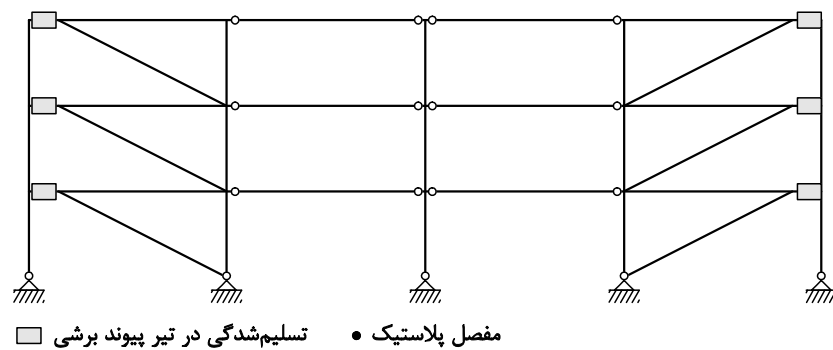 مفصل پلاستیک • تسلیم‌شدگی در تیر پیوند برشی